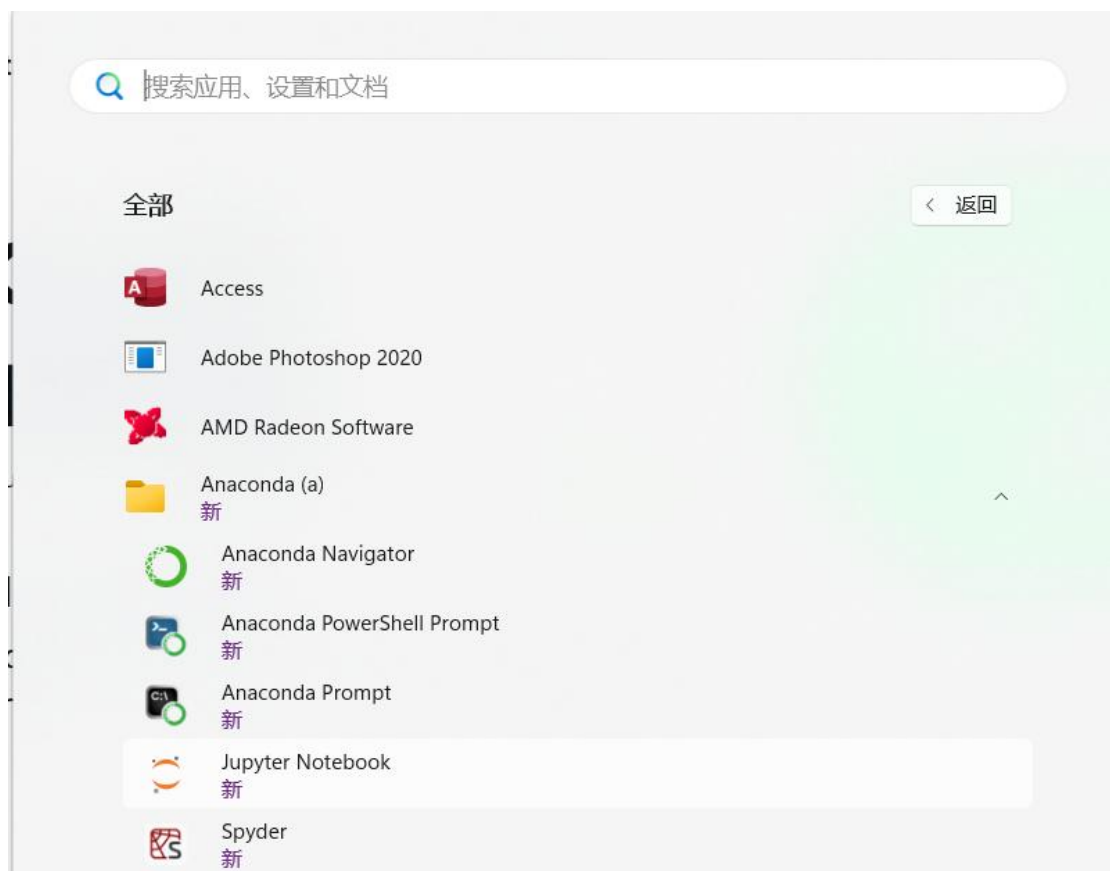 搜索应用、设置和文档
全部
返回
Access
Adobe Photoshop 2020
AMD Radeon Software
Anaconda (a)
新
Anaconda Navigator
新
Anaconda PowerShell Prompt
新
Anaconda Prompt
新
Jupyter Notebook
新
Spyder
新